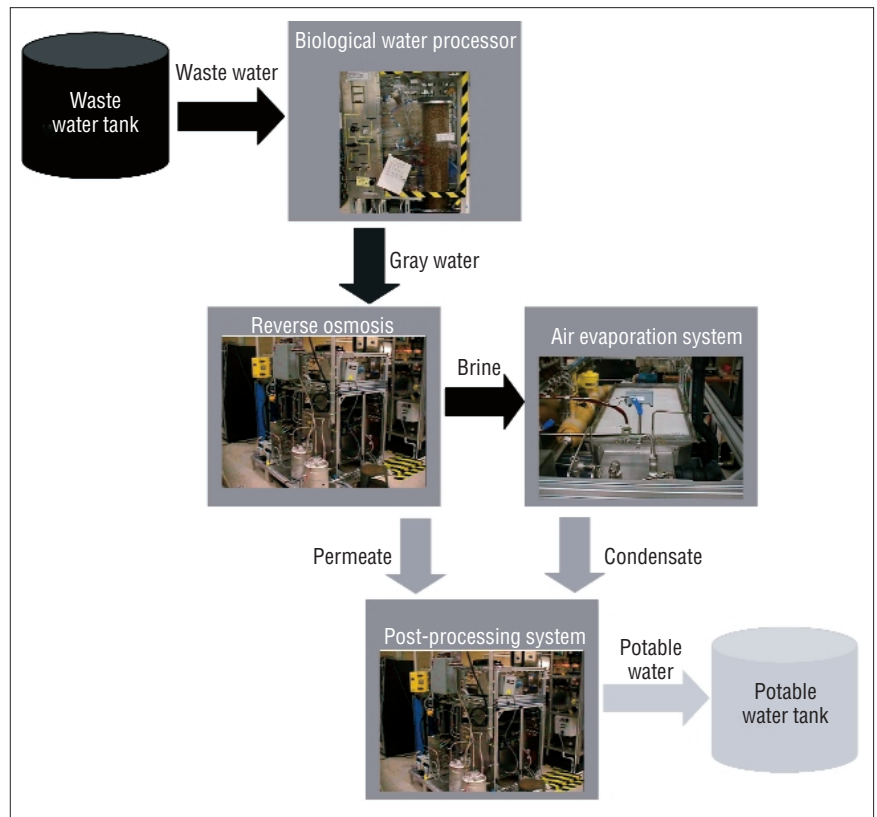 Biological water processor
Waste water
Waste
water tank
Gray water
Reverse osmosis
Air evaporation system
Brine
Permeate
Condensate
Post-processing system
Potable
water
Potable
water tank